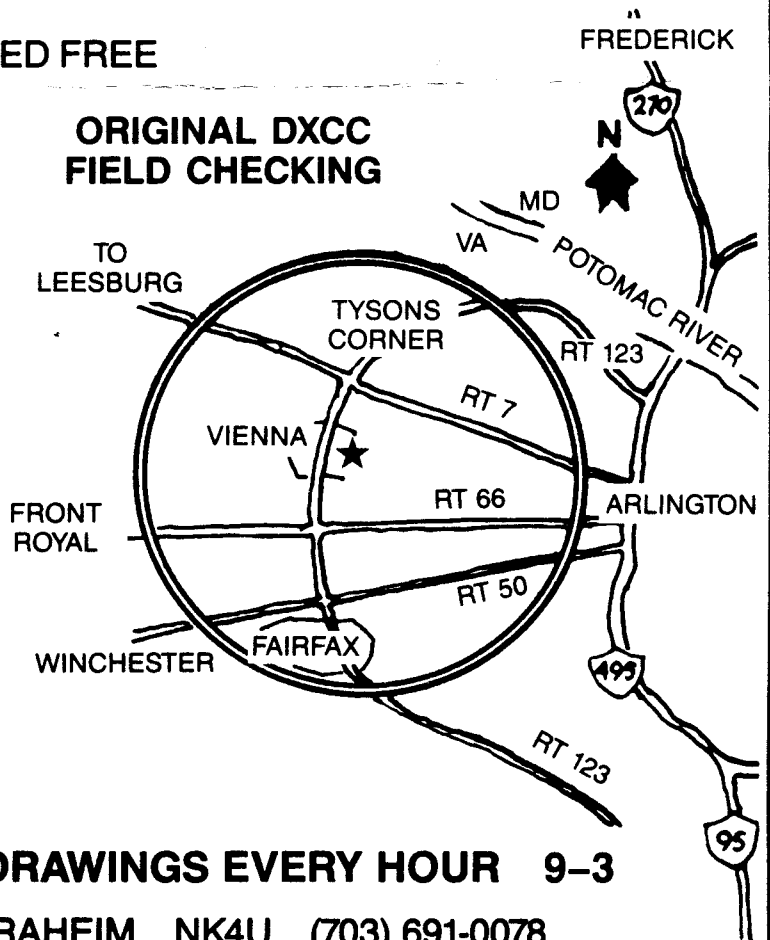 ED FREE
FREDERICK
270
ORIGINAL DXCC
FIELD CHECKING
N
MD
VA
POTOMAC RIVER
TO
LEESBURG
TYSONS
CORNER
RT 123
RT 7
VIENNA
RT 66
ARLINGTON
FRONT
ROYAL
RT 50
FAIRFAX
WINCHESTER
495
RT 123
95
DRAWINGS EVERY HOUR 9–3
RAHEIM NK4U (703) 691-0078